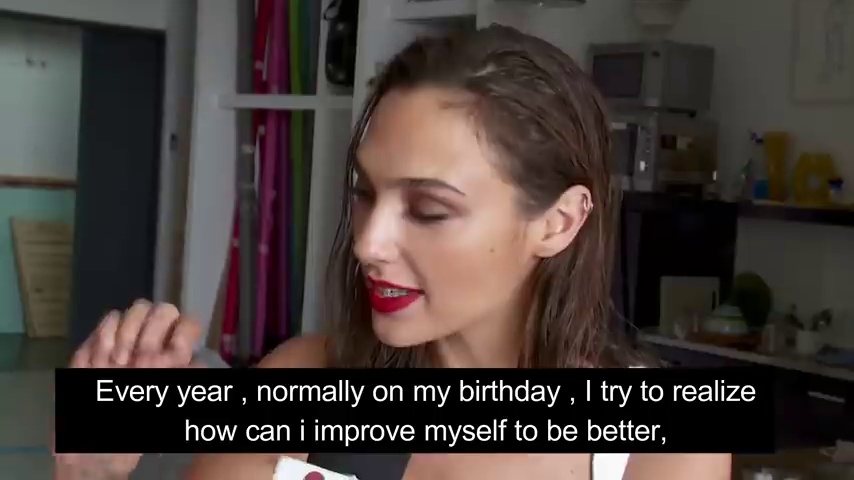 Every year , normally on my birthday , I try to realize
how can i improve myself to be better,